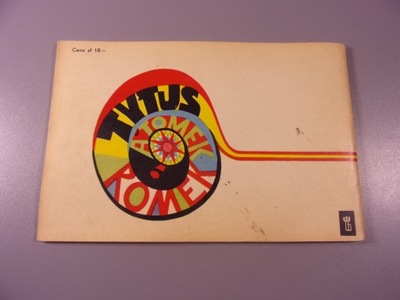 Cena zł 18.—
TYTUS
ATOMEK
ROMEK